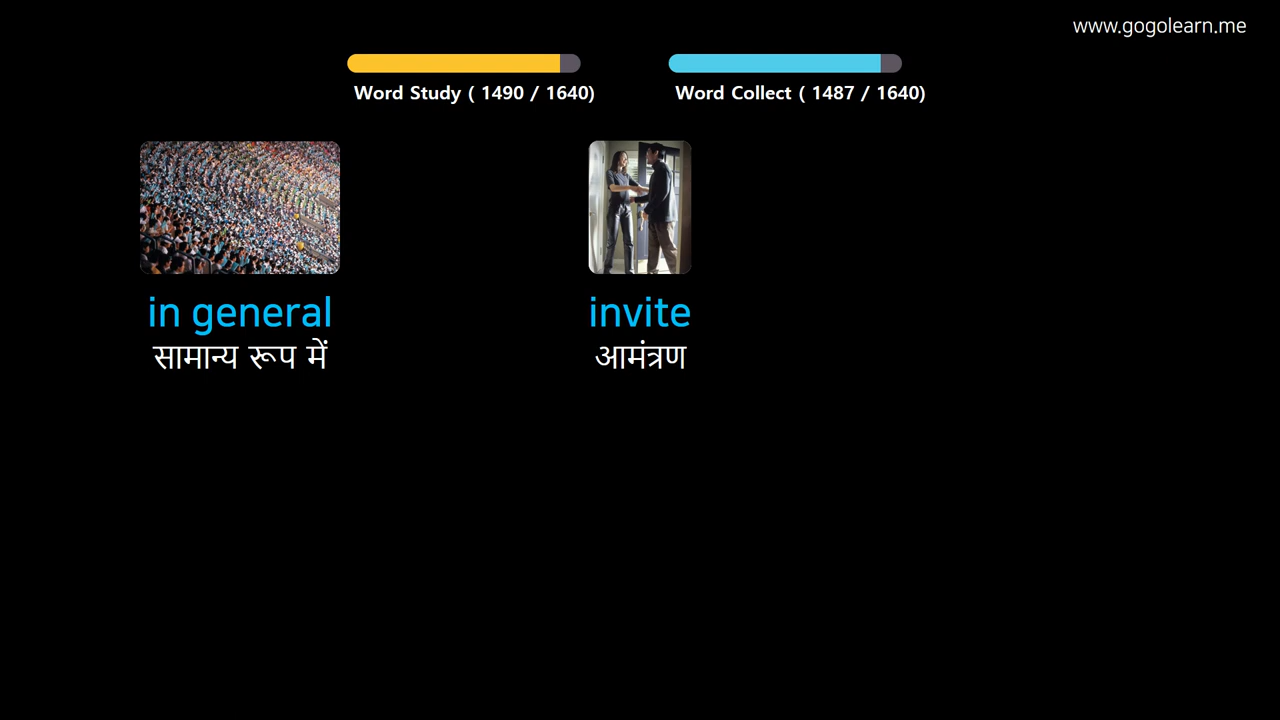 www.gogolearn.me
Word Study ( 1490 / 1640)
Word Collect ( 1487 / 1640)
in general
सामान्य रूप में
invite
आमंत्रण